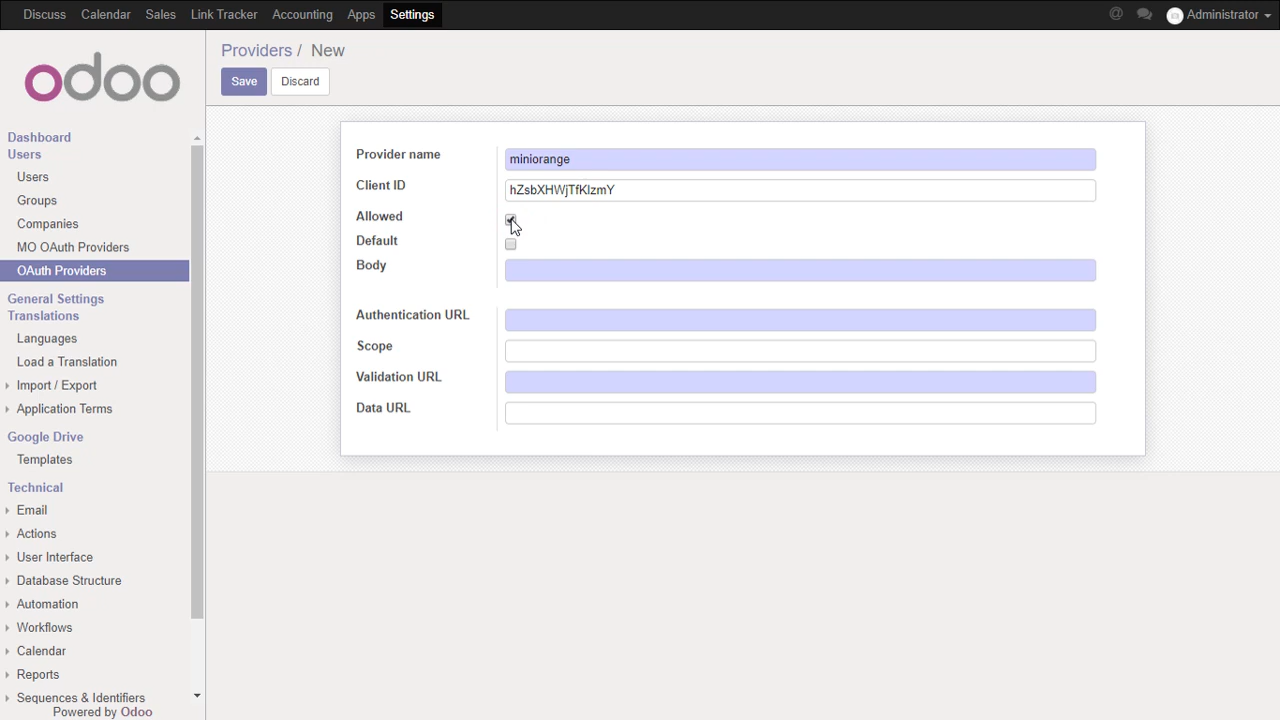 Discuss Calendar Sales Link Tracker Accounting Apps Settings @ Administrator
odoo
Providers / New
Save Discard
Dashboard
Users
Users
Groups
Companies
MO OAuth Providers
OAuth Providers
General Settings
Translations
Languages
Load a Translation
Import / Export
Application Terms
Google Drive
Templates
Technical
Email
Actions
User Interface
Database Structure
Automation
Workflows
Calendar
Reports
Sequences & Identifiers
Powered by Odoo
Provider name miniorange
Client ID hZsbXHWjTfKIzmY
Allowed
Default
Body
Authentication URL
Scope
Validation URL
Data URL